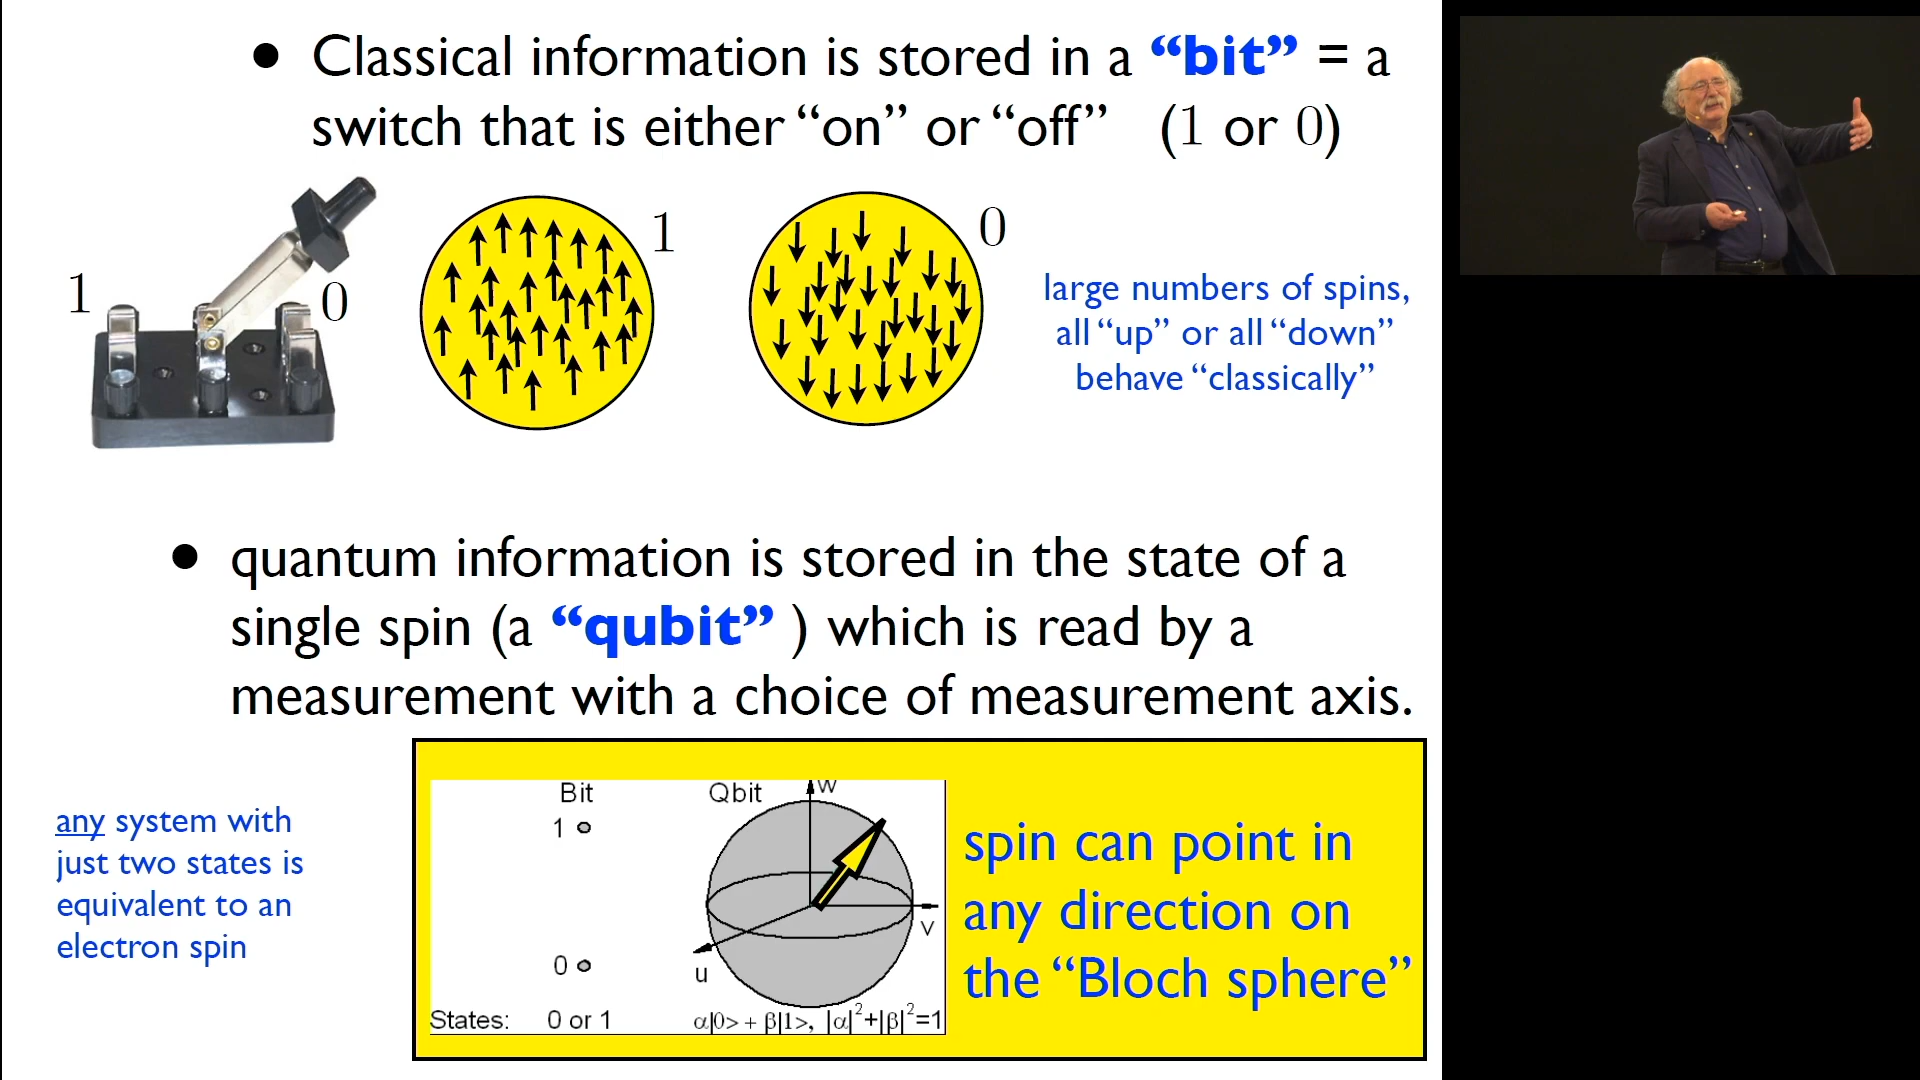 • Classical information is stored in a “bit” = a
switch that is either “on” or “off” (1 or 0)
1
0
1
0
large numbers of spins,
all “up” or all “down”
behave “classically”
• quantum information is stored in the state of a
single spin (a “qubit” ) which is read by a
measurement with a choice of measurement axis.
any system with
just two states is
equivalent to an
electron spin
Bit
Qbit
w
1
v
0
u
States: 0 or 1 α|0> + β|1>, |α|²+|β|²=1
spin can point in
any direction on
the “Bloch sphere”